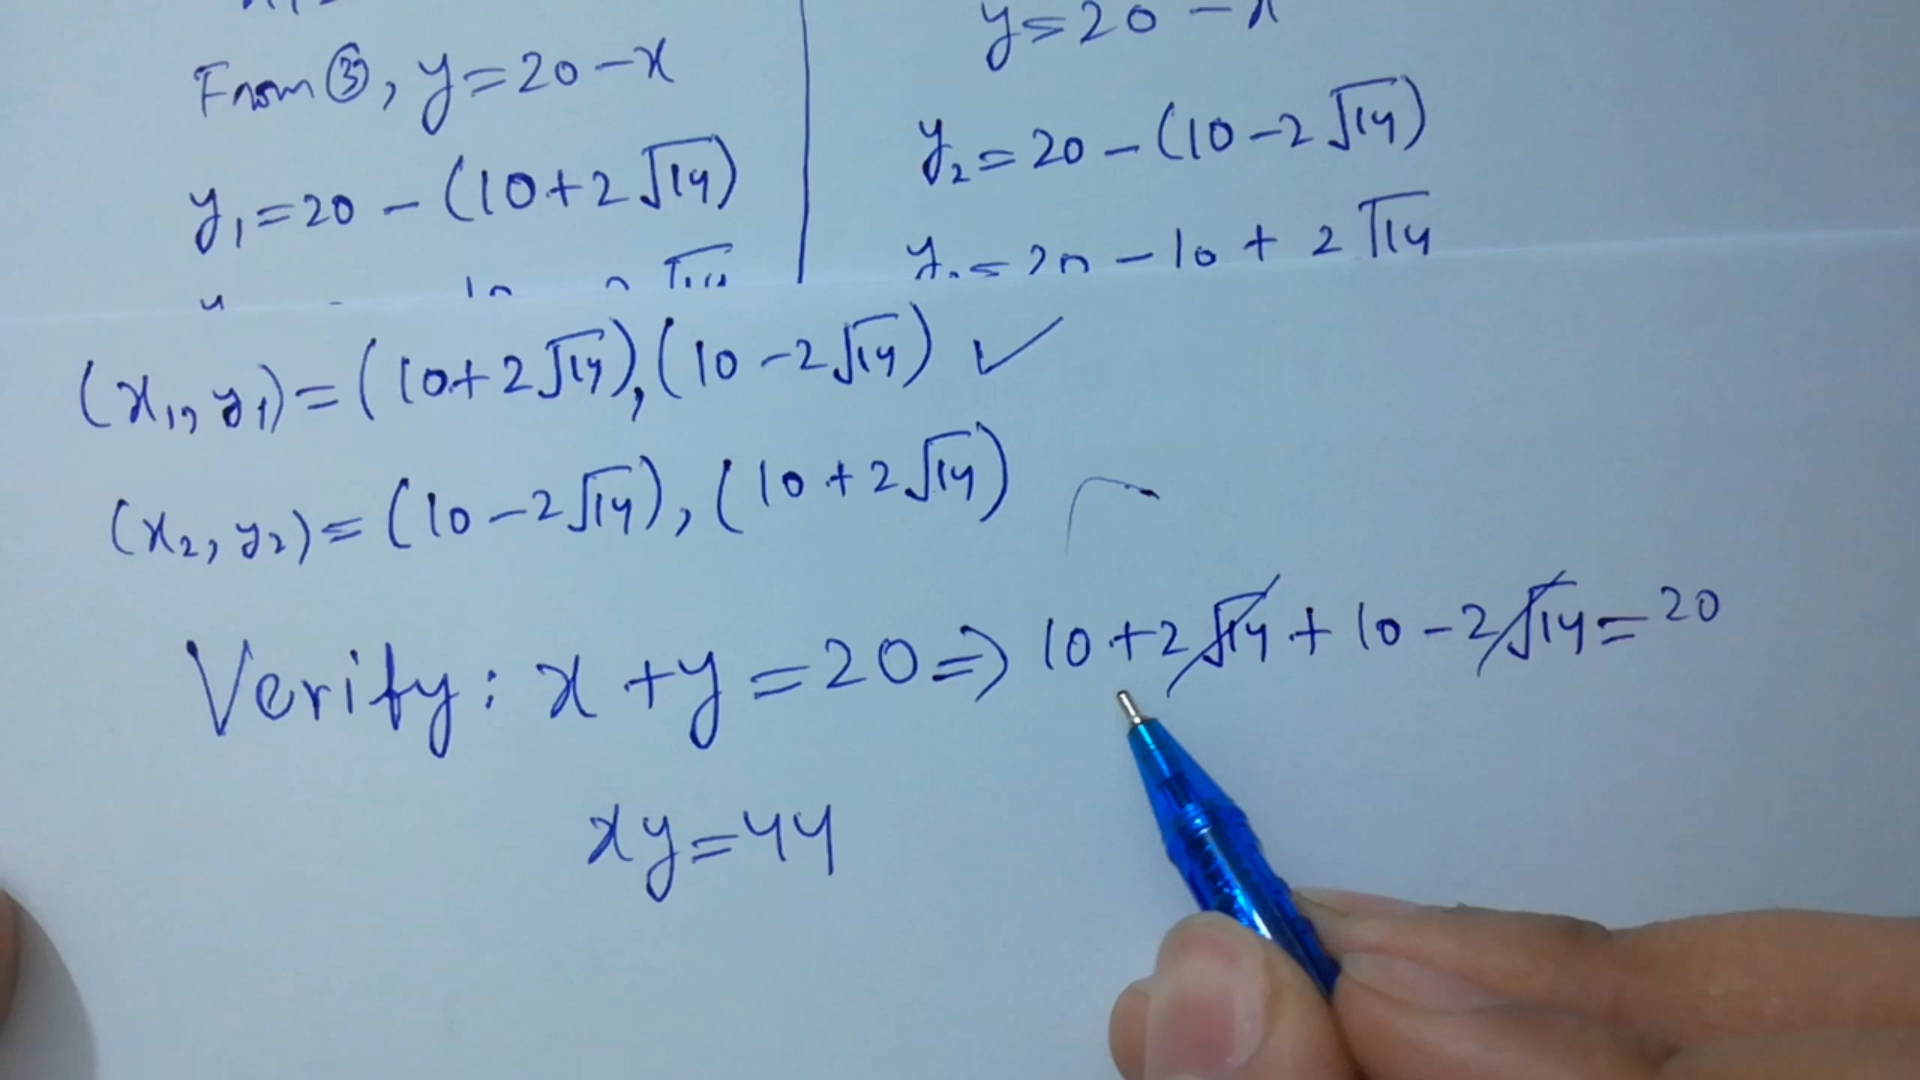 From ③, y=20-x
y₁=20-(10+2√14)
y=20-x
y₂=20-(10-2√14)
y₂=20-10+2√14
(x₁,y₁)=(10+2√14),(10-2√14) ✓
(x₂,y₂)=(10-2√14),(10+2√14)
Verify: x+y=20⇒10+2√14+10-2√14=20
xy=44